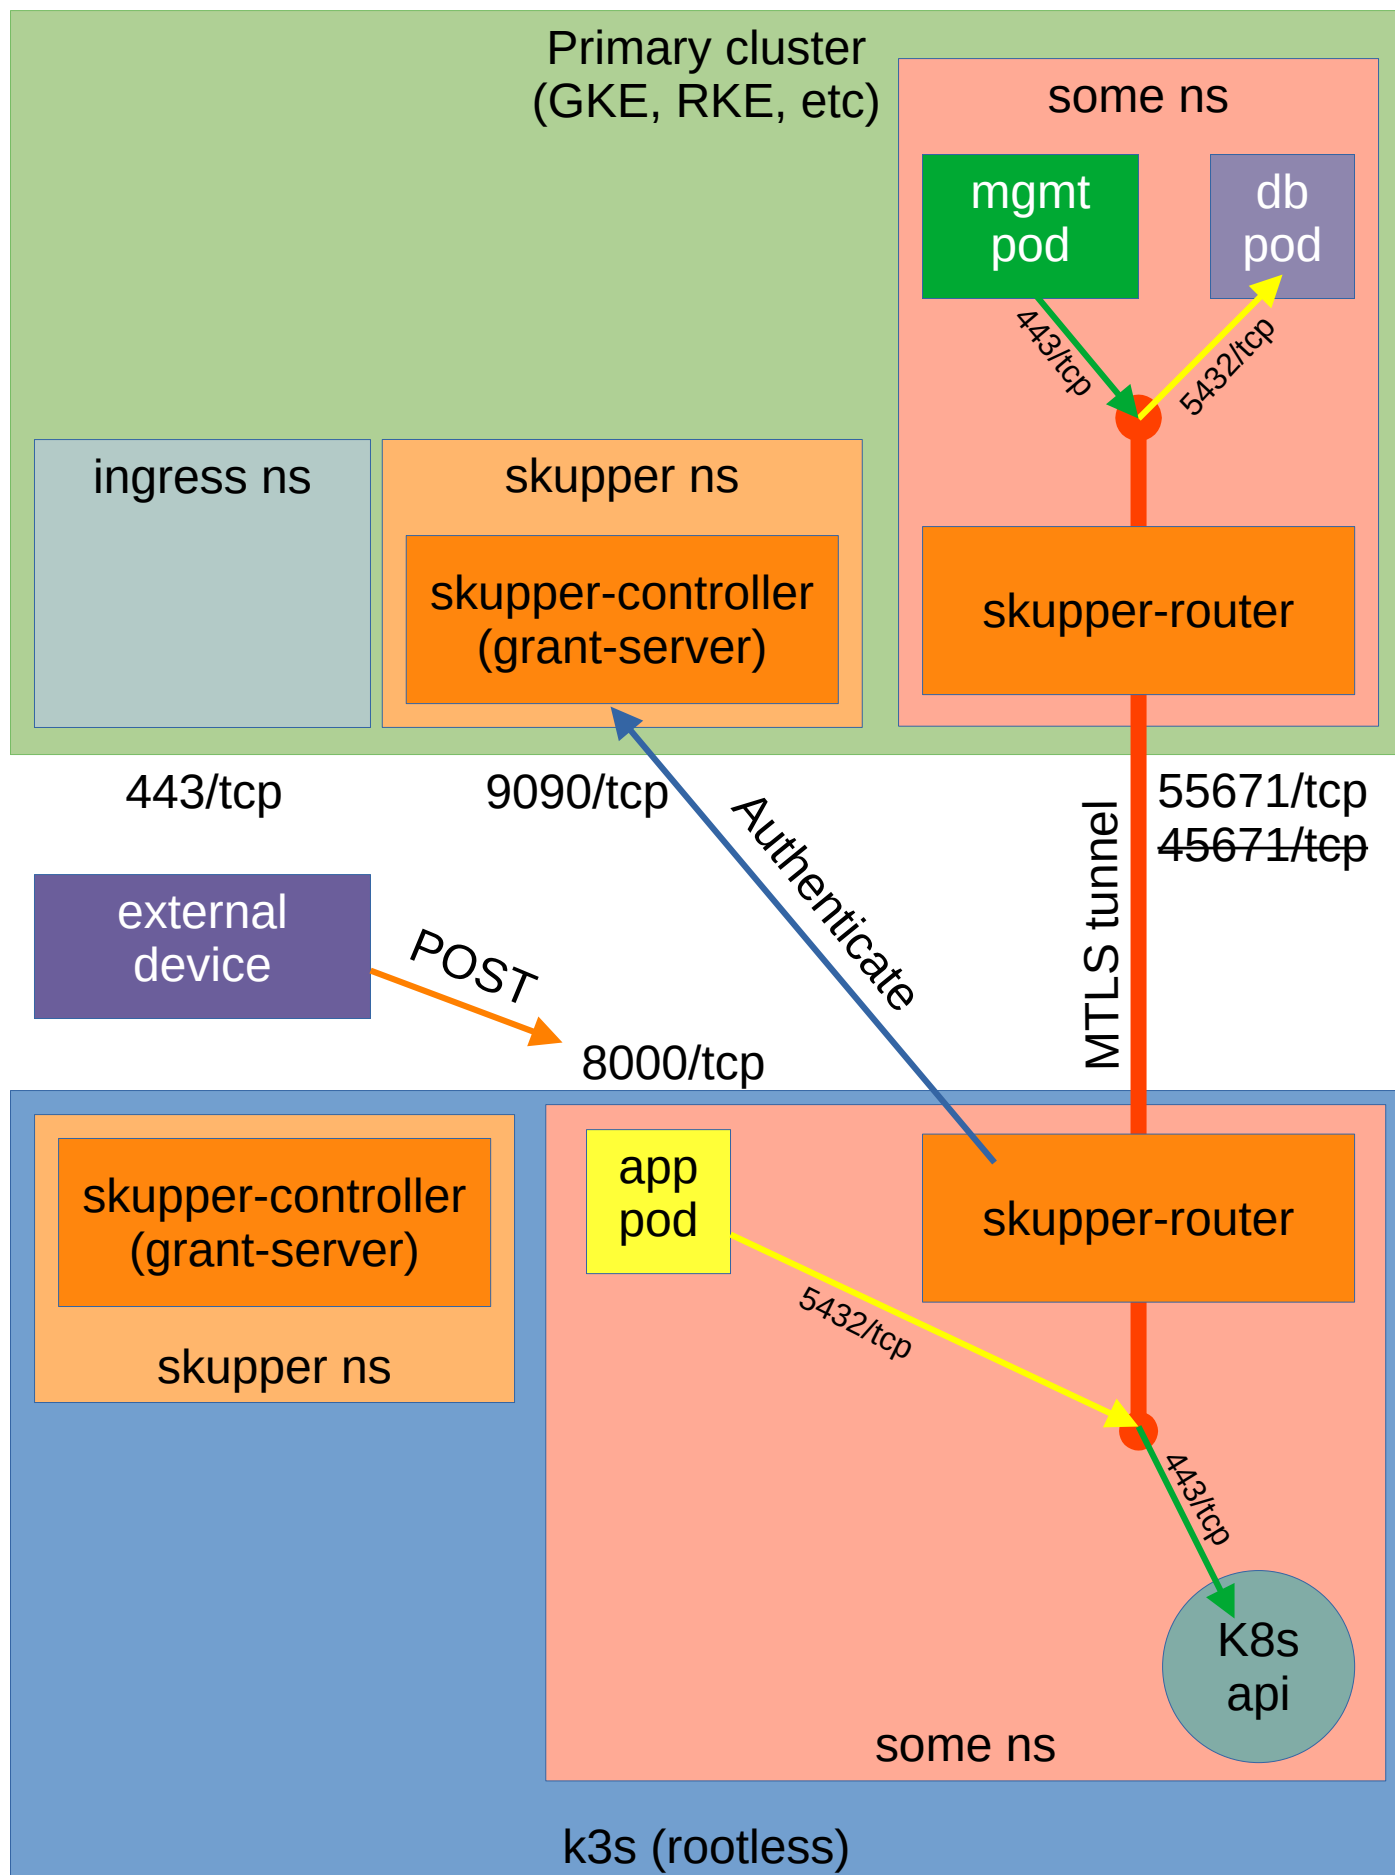 Primary cluster
(GKE, RKE, etc)
some ns
mgmt
pod
db
pod
443/tcp
5432/tcp
ingress ns
skupper ns
skupper-controller
(grant-server)
skupper-router
443/tcp
9090/tcp
55671/tcp
45671/tcp
Authenticate
MTLS tunnel
external
device
POST
8000/tcp
skupper-controller
(grant-server)
skupper ns
app
pod
skupper-router
5432/tcp
443/tcp
K8s
api
some ns
k3s (rootless)